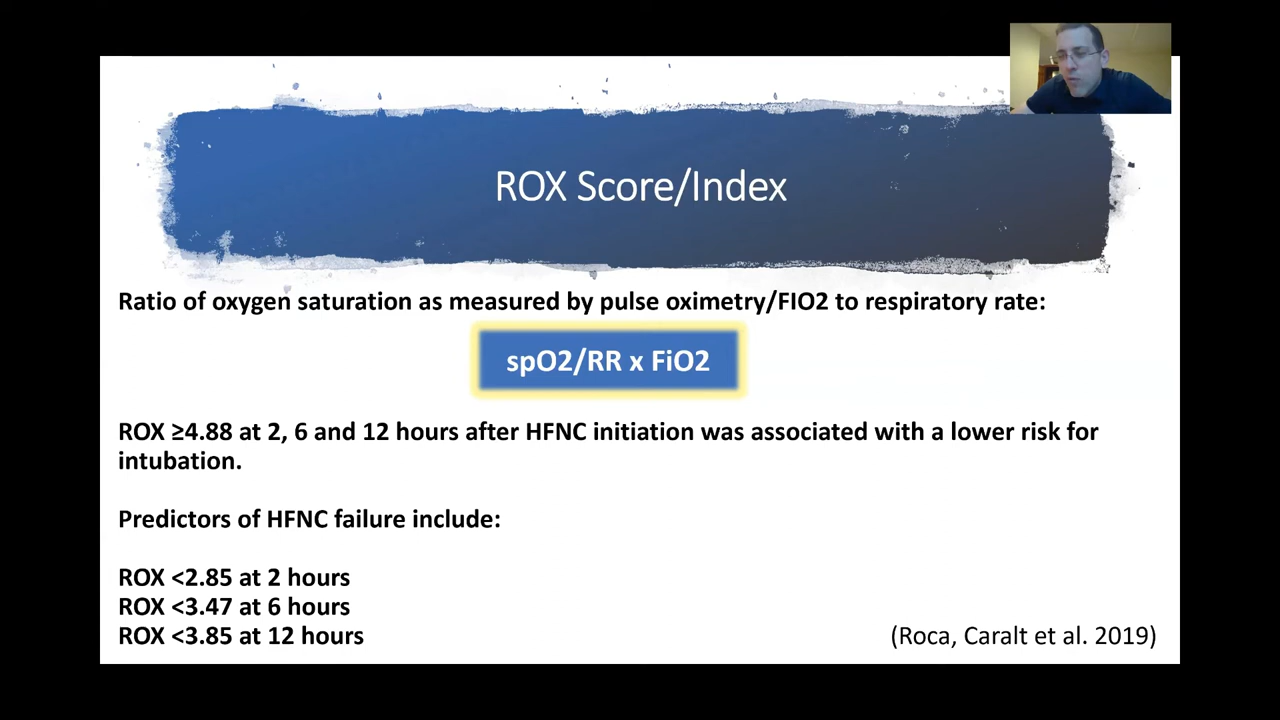 ROX Score/Index
Ratio of oxygen saturation as measured by pulse oximetry/FIO2 to respiratory rate:
spO2/RR x FiO2
ROX ≥4.88 at 2, 6 and 12 hours after HFNC initiation was associated with a lower risk for
intubation.
Predictors of HFNC failure include:
ROX <2.85 at 2 hours
ROX <3.47 at 6 hours
ROX <3.85 at 12 hours
(Roca, Caralt et al. 2019)